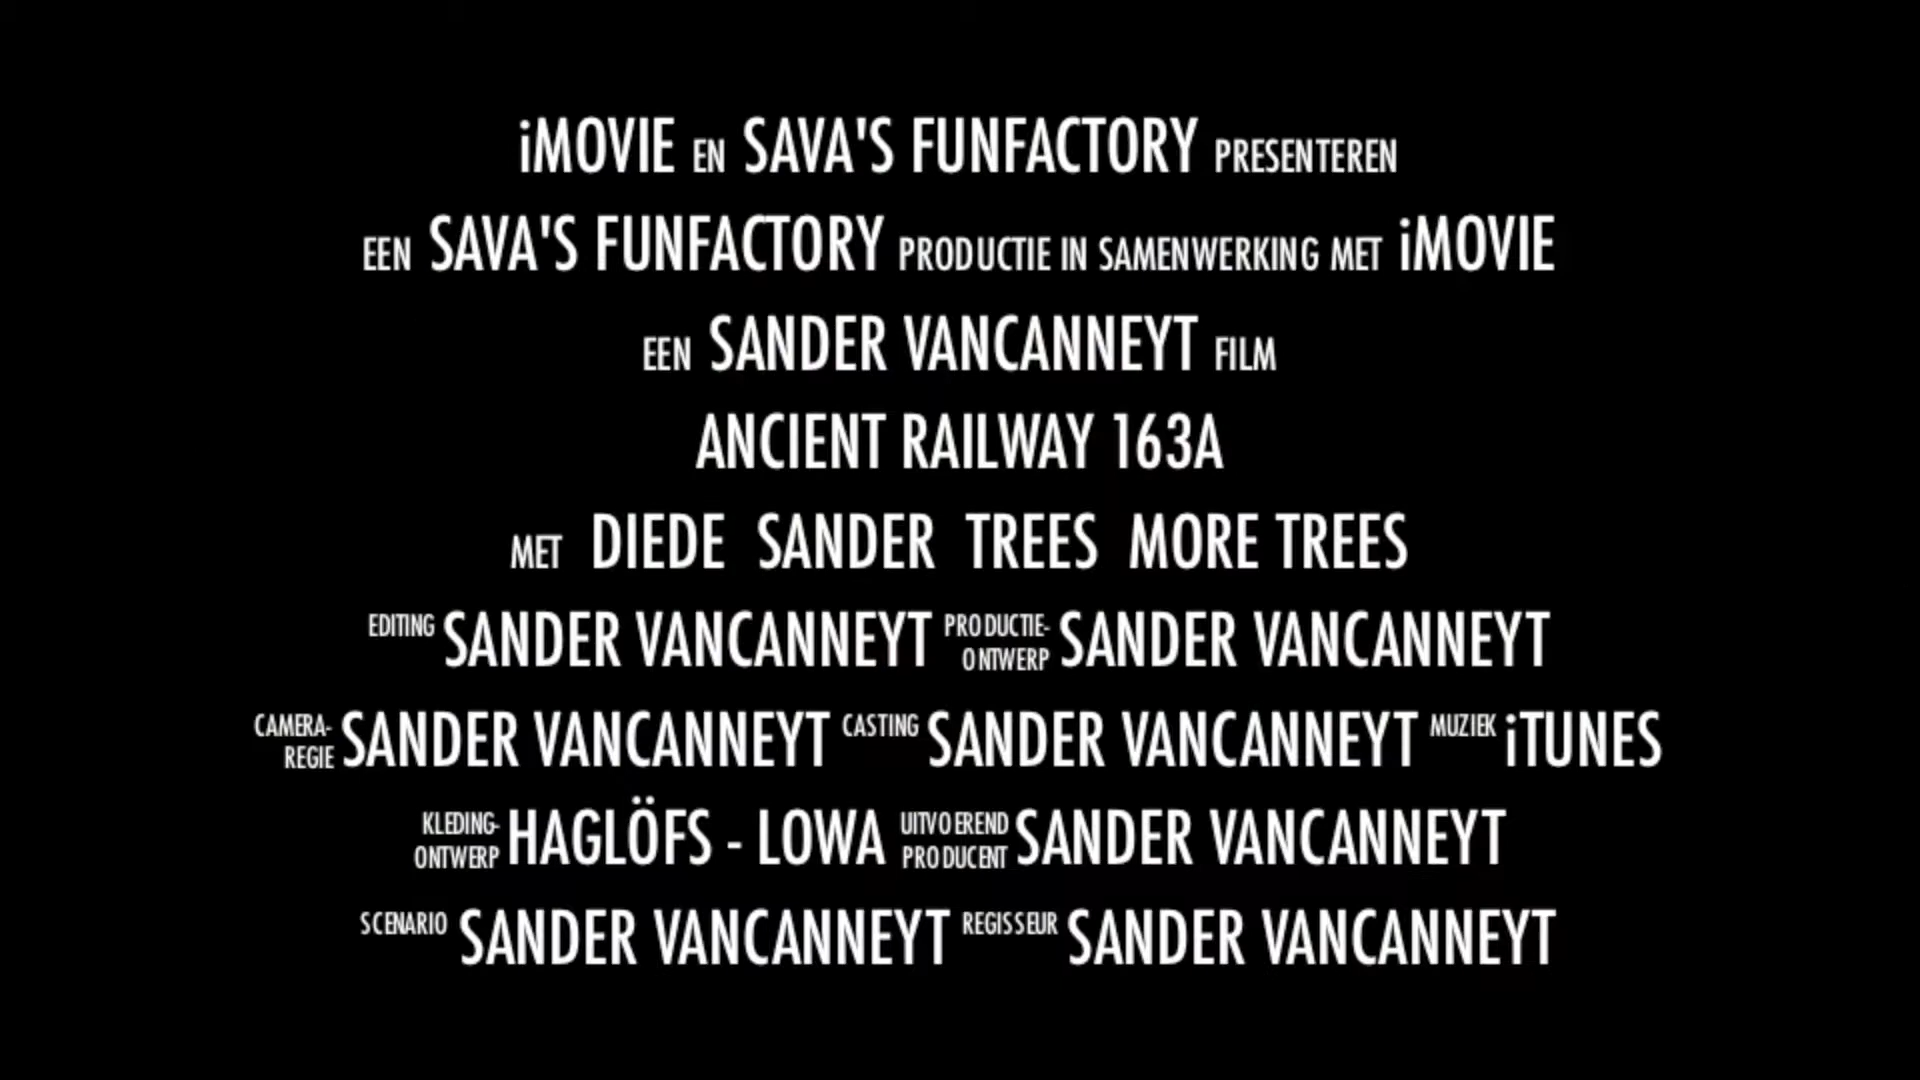 iMOVIE EN SAVA'S FUNFACTORY PRESENTEREN
EEN SAVA'S FUNFACTORY PRODUCTIE IN SAMENWERKING MET iMOVIE
EEN SANDER VANCANNEYT FILM
ANCIENT RAILWAY 163A
MET DIEDE SANDER TREES MORE TREES
EDITING SANDER VANCANNEYT PRODUCTIE-ONTWERP SANDER VANCANNEYT
CAMERA-REGIE SANDER VANCANNEYT CASTING SANDER VANCANNEYT MUZIEK iTUNES
KLEDING-ONTWERP HAGLÖFS - LOWA UITVOEREND PRODUCENT SANDER VANCANNEYT
SCENARIO SANDER VANCANNEYT REGISSEUR SANDER VANCANNEYT